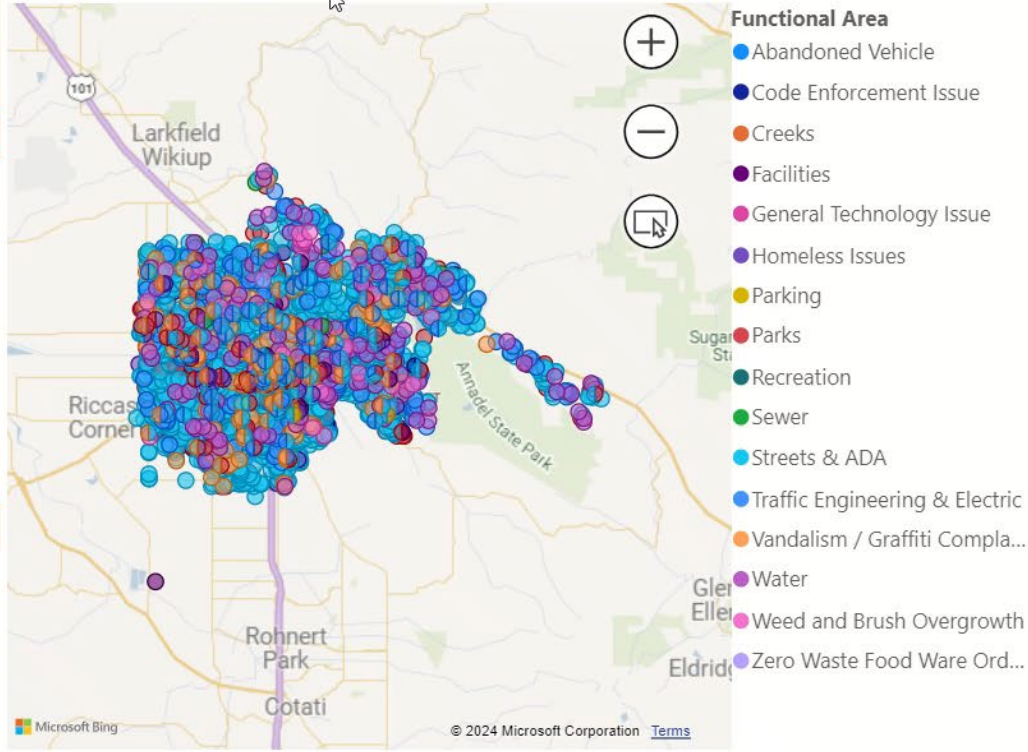 101
Larkfield
Wikiup
Riccas
Corner
Annadel State Park
Sugar
Sta
Glen
Ellen
Rohnert
Park
Eldridg
Cotati
Microsoft Bing
© 2024 Microsoft Corporation Terms
Functional Area
Abandoned Vehicle
Code Enforcement Issue
Creeks
Facilities
General Technology Issue
Homeless Issues
Parking
Parks
Recreation
Sewer
Streets & ADA
Traffic Engineering & Electric
Vandalism / Graffiti Compla...
Water
Weed and Brush Overgrowth
Zero Waste Food Ware Ord...